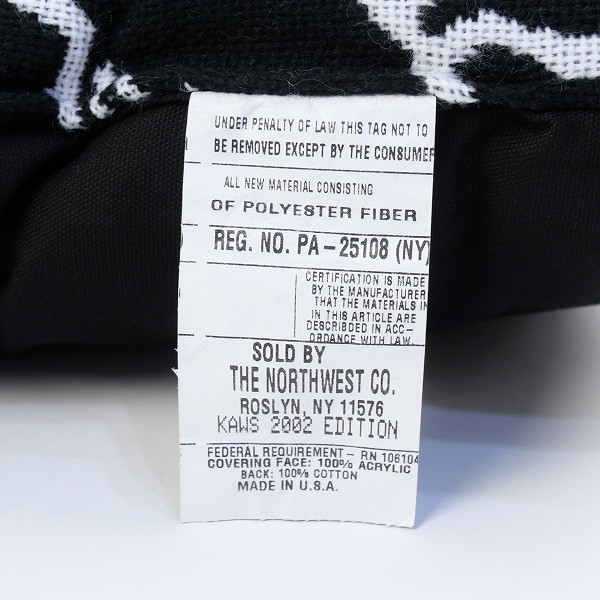 UNDER PENALTY OF LAW THIS TAG NOT TO
BE REMOVED EXCEPT BY THE CONSUMER
ALL NEW MATERIAL CONSISTING
OF POLYESTER FIBER
REG. NO. PA-25108 (NY)
CERTIFICATION IS MADE
BY THE MANUFACTURER
THAT THE MATERIALS IN
IN THIS ARTICLE ARE
DESCRIBDED IN ACC-
ORDANCE WITH LAW.
SOLD BY
THE NORTHWEST CO.
ROSLYN, NY 11576
KAWS 2002 EDITION
FEDERAL REQUIREMENT - RN 106104
COVERING FACE: 100% ACRYLIC
BACK: 100% COTTON
MADE IN U.S.A.